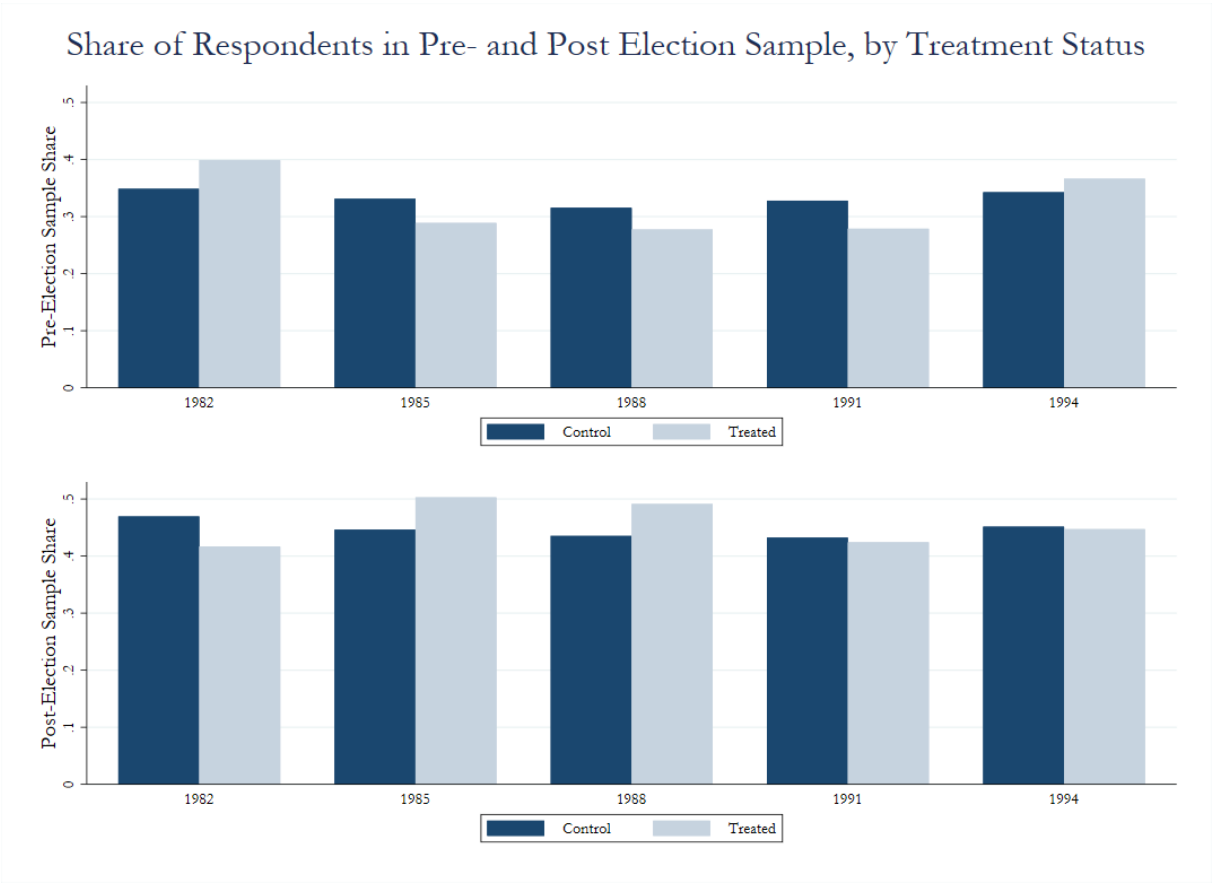 Share of Respondents in Pre- and Post Election Sample, by Treatment Status
Pre-Election Sample Share
.5
.4
.3
.2
.1
0
1982 1985 1988 1991 1994
Control Treated
Post-Election Sample Share
.5
.4
.3
.2
.1
0
1982 1985 1988 1991 1994
Control Treated